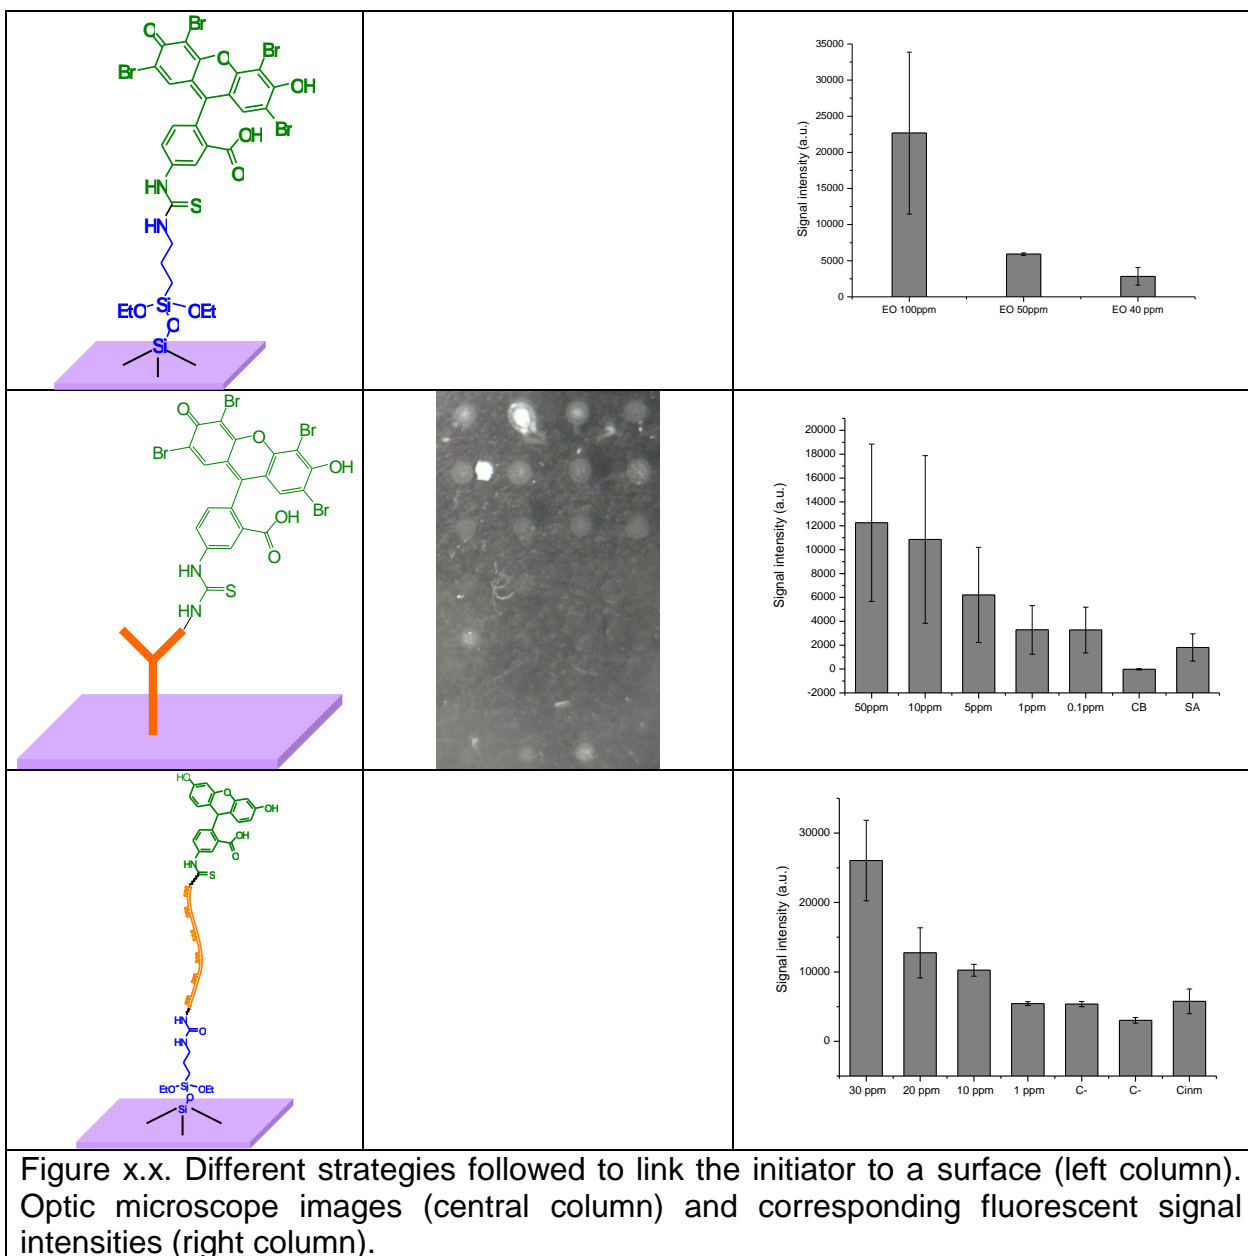 O
Br
Br
O
Br
OH
Br
OH
O
HN
S
HN
EtO
Si
OEt
O
Si
Signal intensity (a.u.)
35000
30000
25000
20000
15000
10000
5000
0
EO 100ppm EO 50ppm EO 40 ppm
Br
O
Br
O
Br
OH
Br
OH
O
HN
S
HN
Signal intensity (a.u.)
20000
18000
16000
14000
12000
10000
8000
6000
4000
2000
0
-2000
50ppm 10ppm 5ppm 1ppm 0.1ppm CB SA
HO
O
OH
OH
O
HN
S
HN
O
HN
EtO Si OEt
O
Si
Signal intensity (a.u.)
30000
20000
10000
0
30 ppm 20 ppm 10 ppm 1 ppm C- C- Cinm
Figure x.x. Different strategies followed to link the initiator to a surface (left column).
Optic microscope images (central column) and corresponding fluorescent signal
intensities (right column).